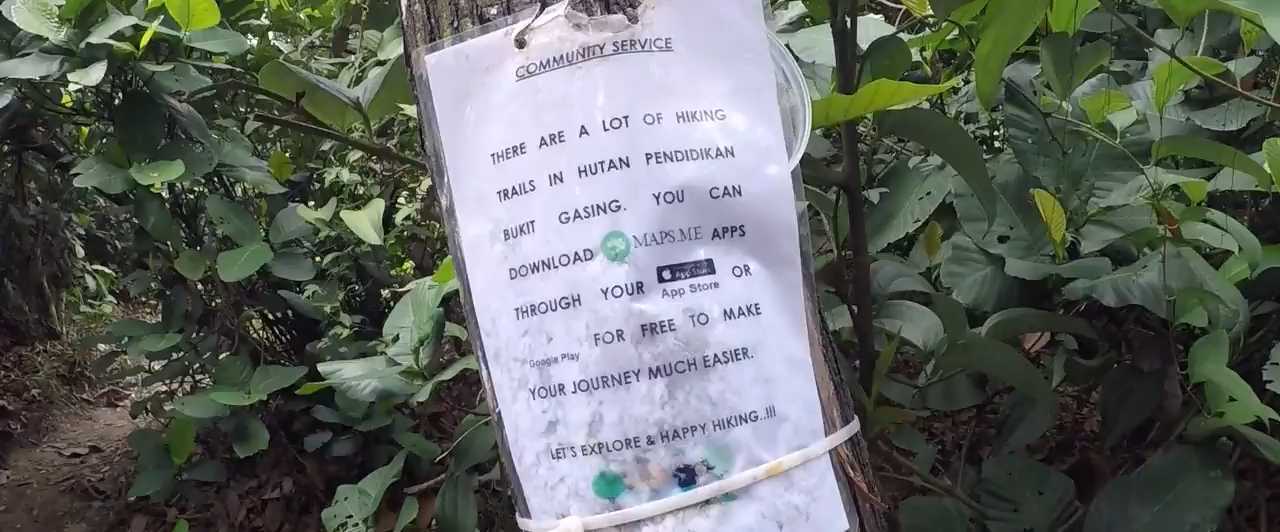 COMMUNITY SERVICE
THERE ARE A LOT OF HIKING
TRAILS IN HUTAN PENDIDIKAN
BUKIT GASING. YOU CAN
DOWNLOAD MAPS.ME APPS
THROUGH YOUR App Store OR
App Store
Google Play FOR FREE TO MAKE
YOUR JOURNEY MUCH EASIER.
LET'S EXPLORE & HAPPY HIKING..!!!